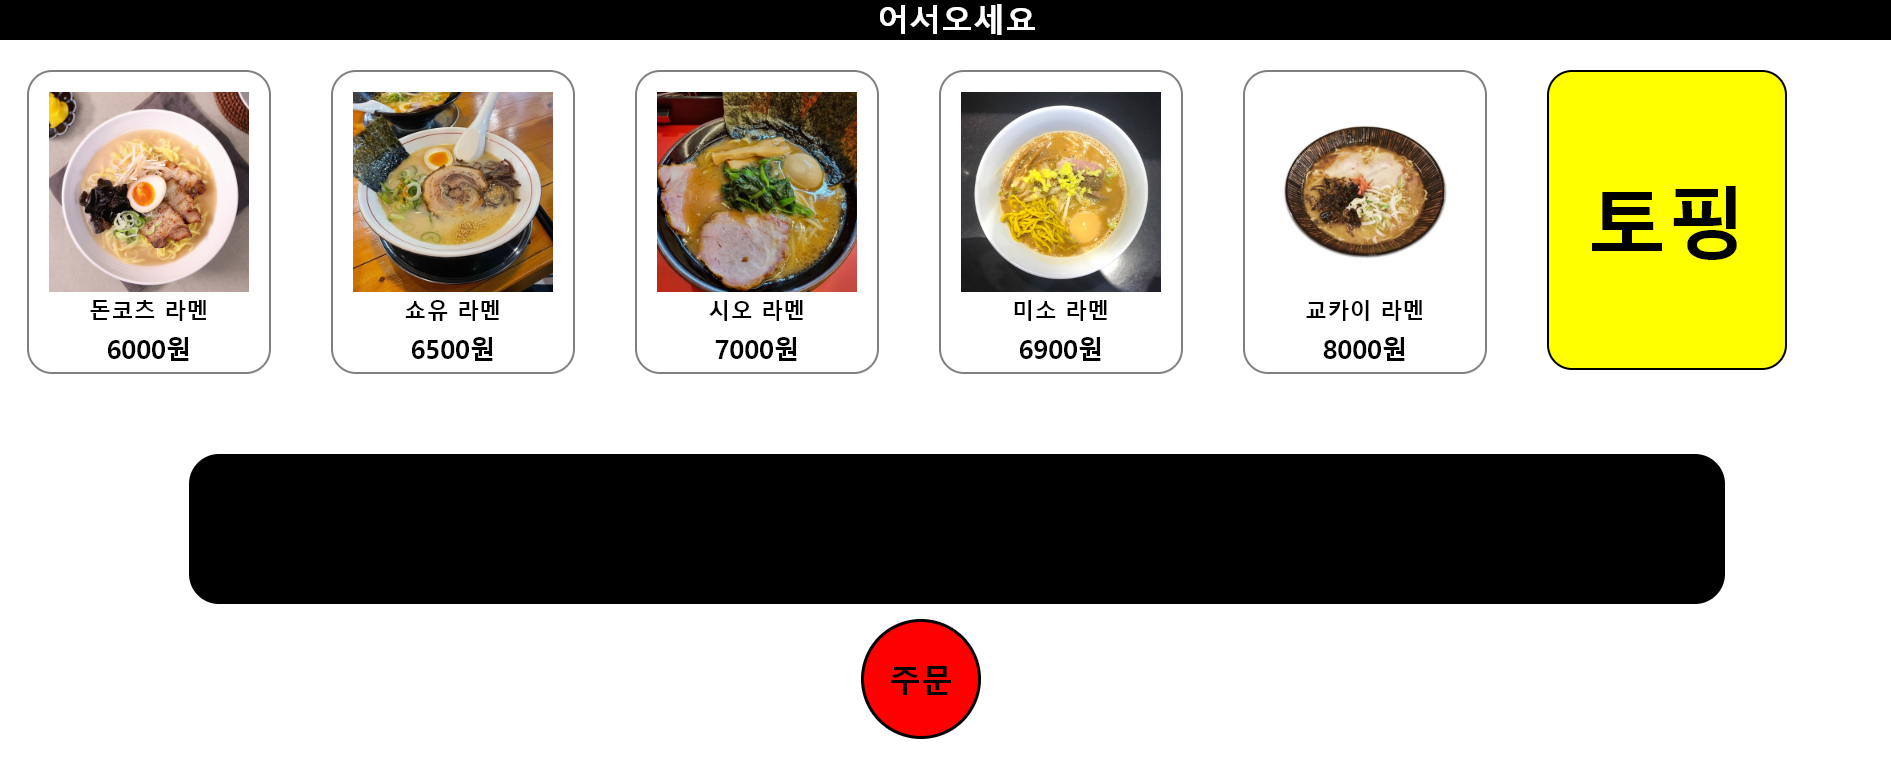 어서오세요
돈코츠 라멘
6000원
쇼유 라멘
6500원
시오 라멘
7000원
미소 라멘
6900원
교카이 라멘
8000원
토핑
주문